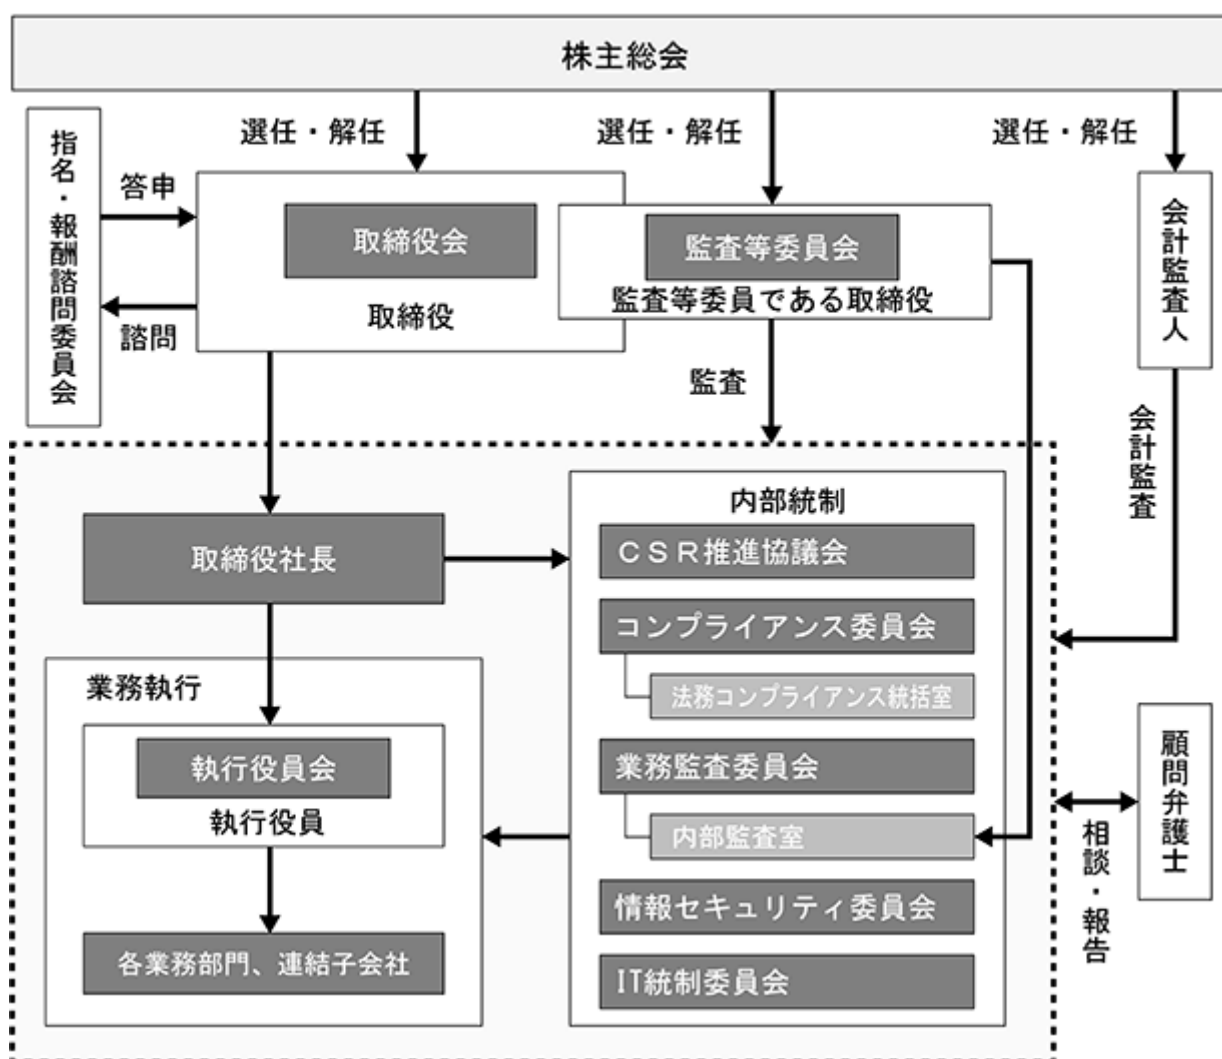 株主総会
選任・解任
選任・解任
選任・解任
指名・報酬諮問委員会
答申
諮問
取締役会
取締役
監査等委員会
監査等委員である取締役
会計監査人
監査
会計監査
取締役社長
内部統制
ＣＳＲ推進協議会
コンプライアンス委員会
法務コンプライアンス統括室
業務監査委員会
内部監査室
情報セキュリティ委員会
IT統制委員会
業務執行
執行役員会
執行役員
各業務部門、連結子会社
顧問弁護士
相談・報告